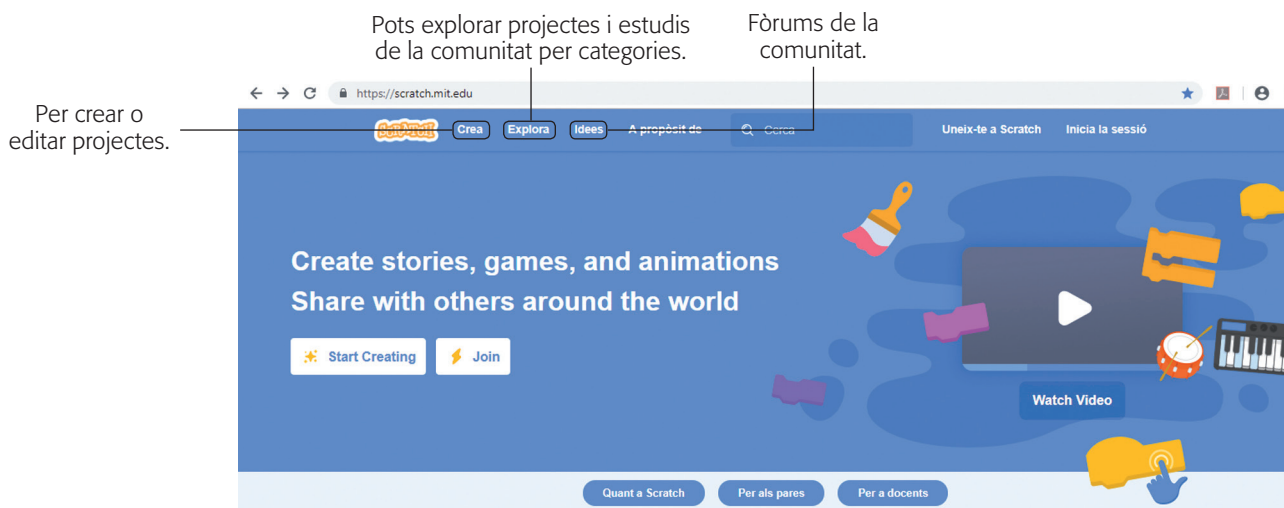 Pots explorar projectes i estudis
de la comunitat per categories.
Fòrums de la
comunitat.
Per crear o
editar projectes.
https://scratch.mit.edu
SCRATCH Crea Explora Idees A propòsit de Cerca Uneix-te a Scratch Inicia la sessió
Create stories, games, and animations
Share with others around the world
Start Creating Join
Watch Video
Quant a Scratch Per als pares Per a docents